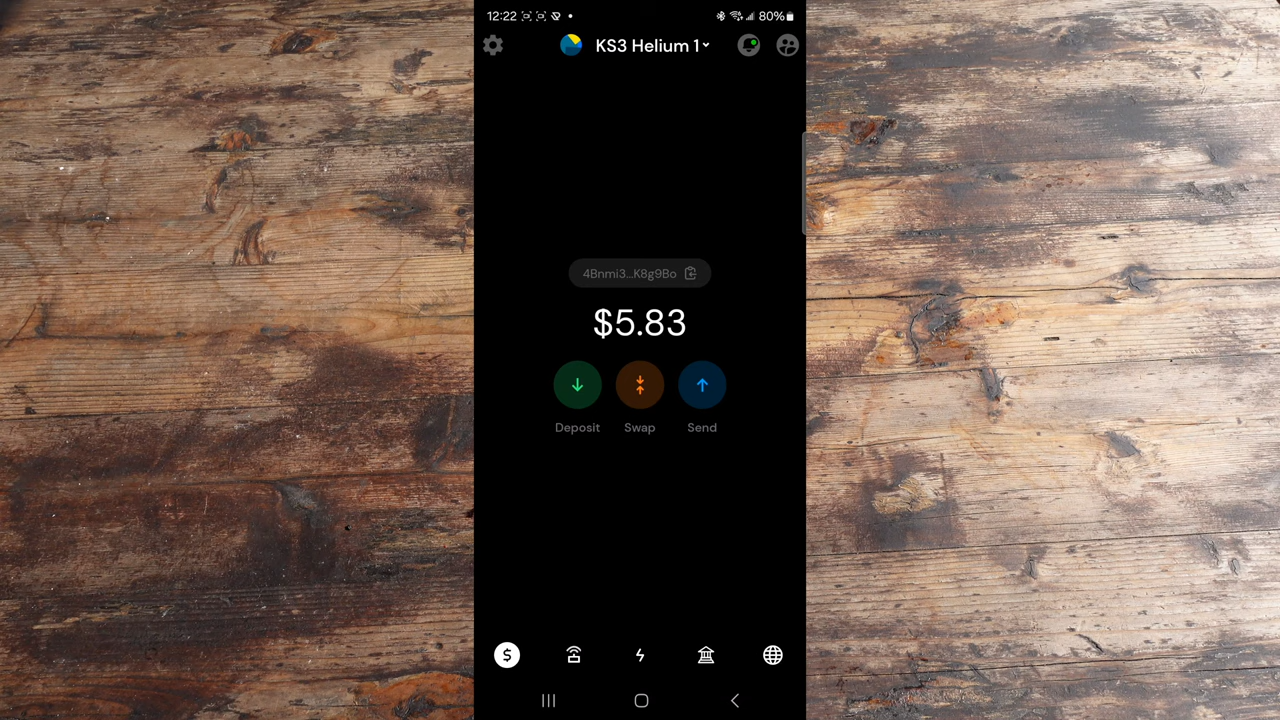 12:22
80%
KS3 Helium 1
4Bnmi3...K8g9Bo
$5.83
Deposit Swap Send